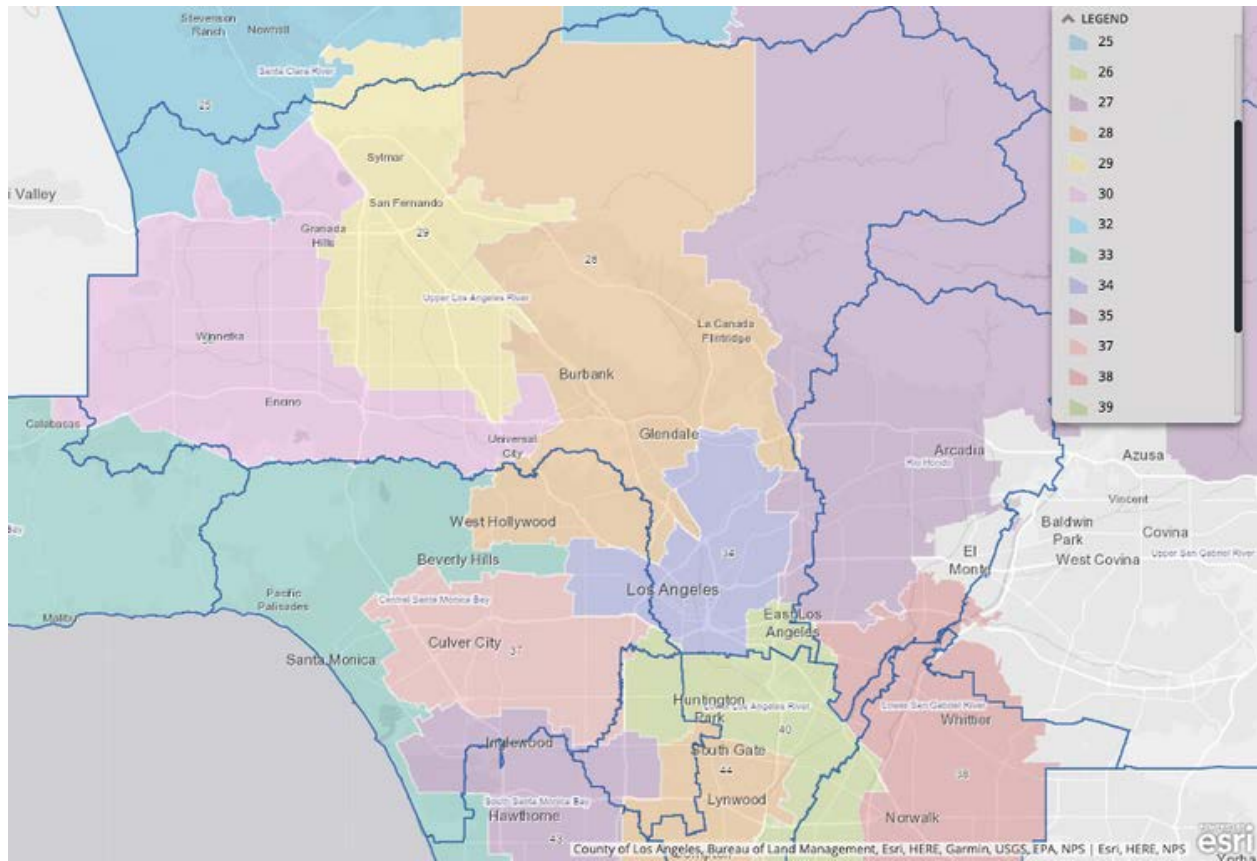 Stevenson
Ranch
Newhall
Santa Clara River
25
LEGEND
25
26
27
28
29
30
32
33
34
35
37
38
39
Sylmar
i Valley
San Fernando
Granada
Hills
29
28
Upper Los Angeles River
Winnetka
La Canada
Flintridge
Burbank
Encino
Calabasas
Universal
City
Glendale
Arcadia
Rio Hondo
Azusa
Vincent
Baldwin
Park
Covina
West Covina
Upper San Gabriel River
El
Monte
West Hollywood
Bay
Beverly Hills
34
Los Angeles
Pacific
Palisades
Malibu
Central Santa Monica Bay
East Los
Angeles
Culver City
37
Santa Monica
Huntington
Park
Lower Los Angeles River
40
Lower San Gabriel River
Whittier
Inglewood
South Gate
44
Lynwood
38
South Santa Monica Bay
Hawthorne
43
Norwalk
Compton
County of Los Angeles, Bureau of Land Management, Esri, HERE, Garmin, USGS, EPA, NPS | Esri, HERE, NPS
esri